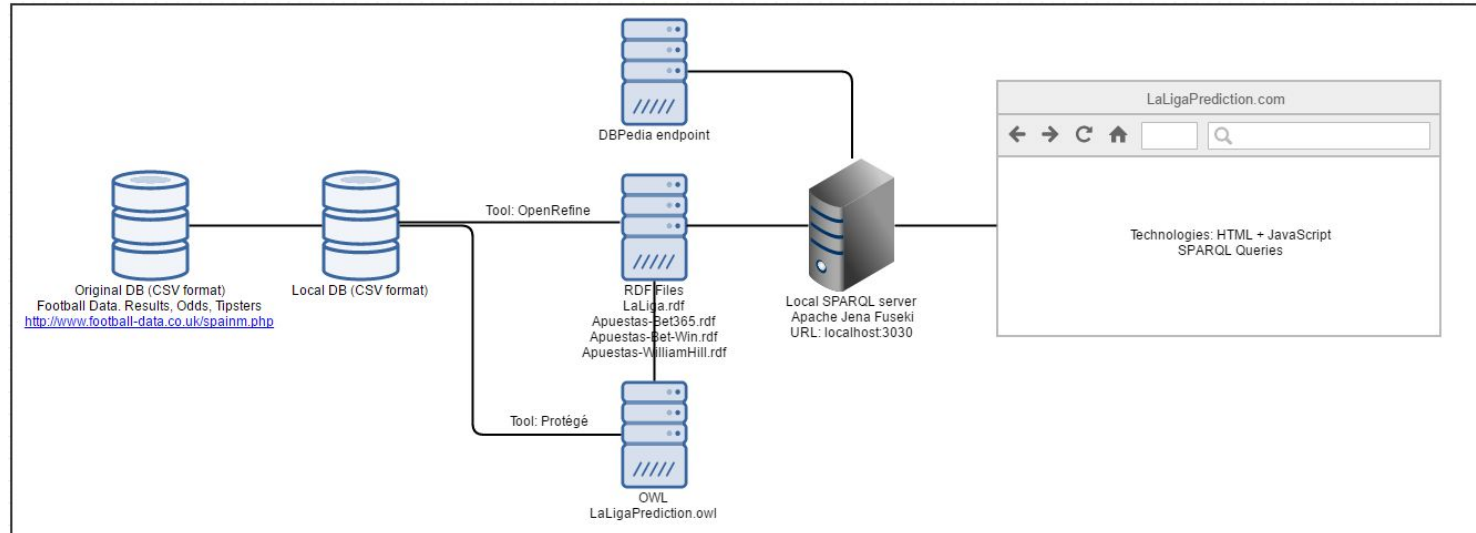 DBPedia endpoint
LaLigaPrediction.com
Tool: OpenRefine
Technologies: HTML + JavaScript
SPARQL Queries
Original DB (CSV format)
Football Data. Results, Odds, Tipsters
http://www.football-data.co.uk/spainm.php
Local DB (CSV format)
RDF Files
LaLiga.rdf
Apuestas-Bet365.rdf
Apuestas-Bet-Win.rdf
Apuestas-WilliamHill.rdf
Local SPARQL server
Apache Jena Fuseki
URL: localhost:3030
Tool: Protégé
OWL
LaLigaPrediction.owl